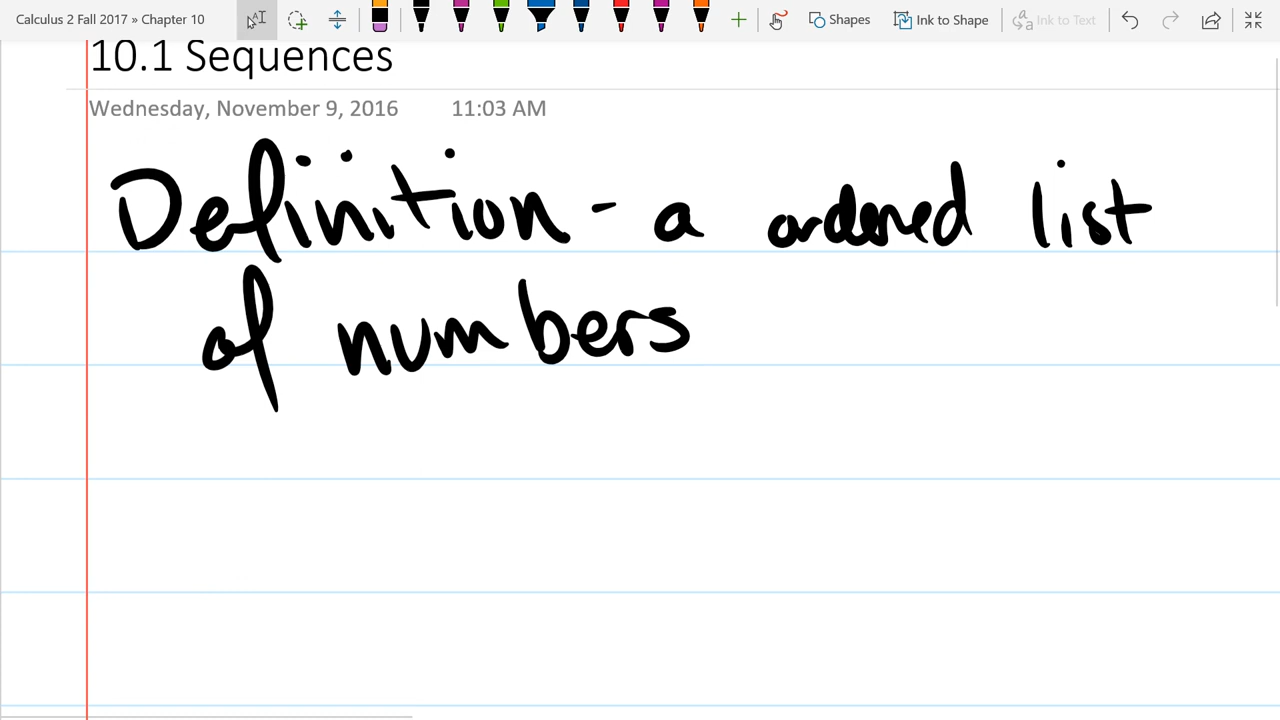 Calculus 2 Fall 2017 » Chapter 10
Shapes
Ink to Shape
Ink to Text
10.1 Sequences
Wednesday, November 9, 2016 11:03 AM
Definition - a ordered list
of numbers